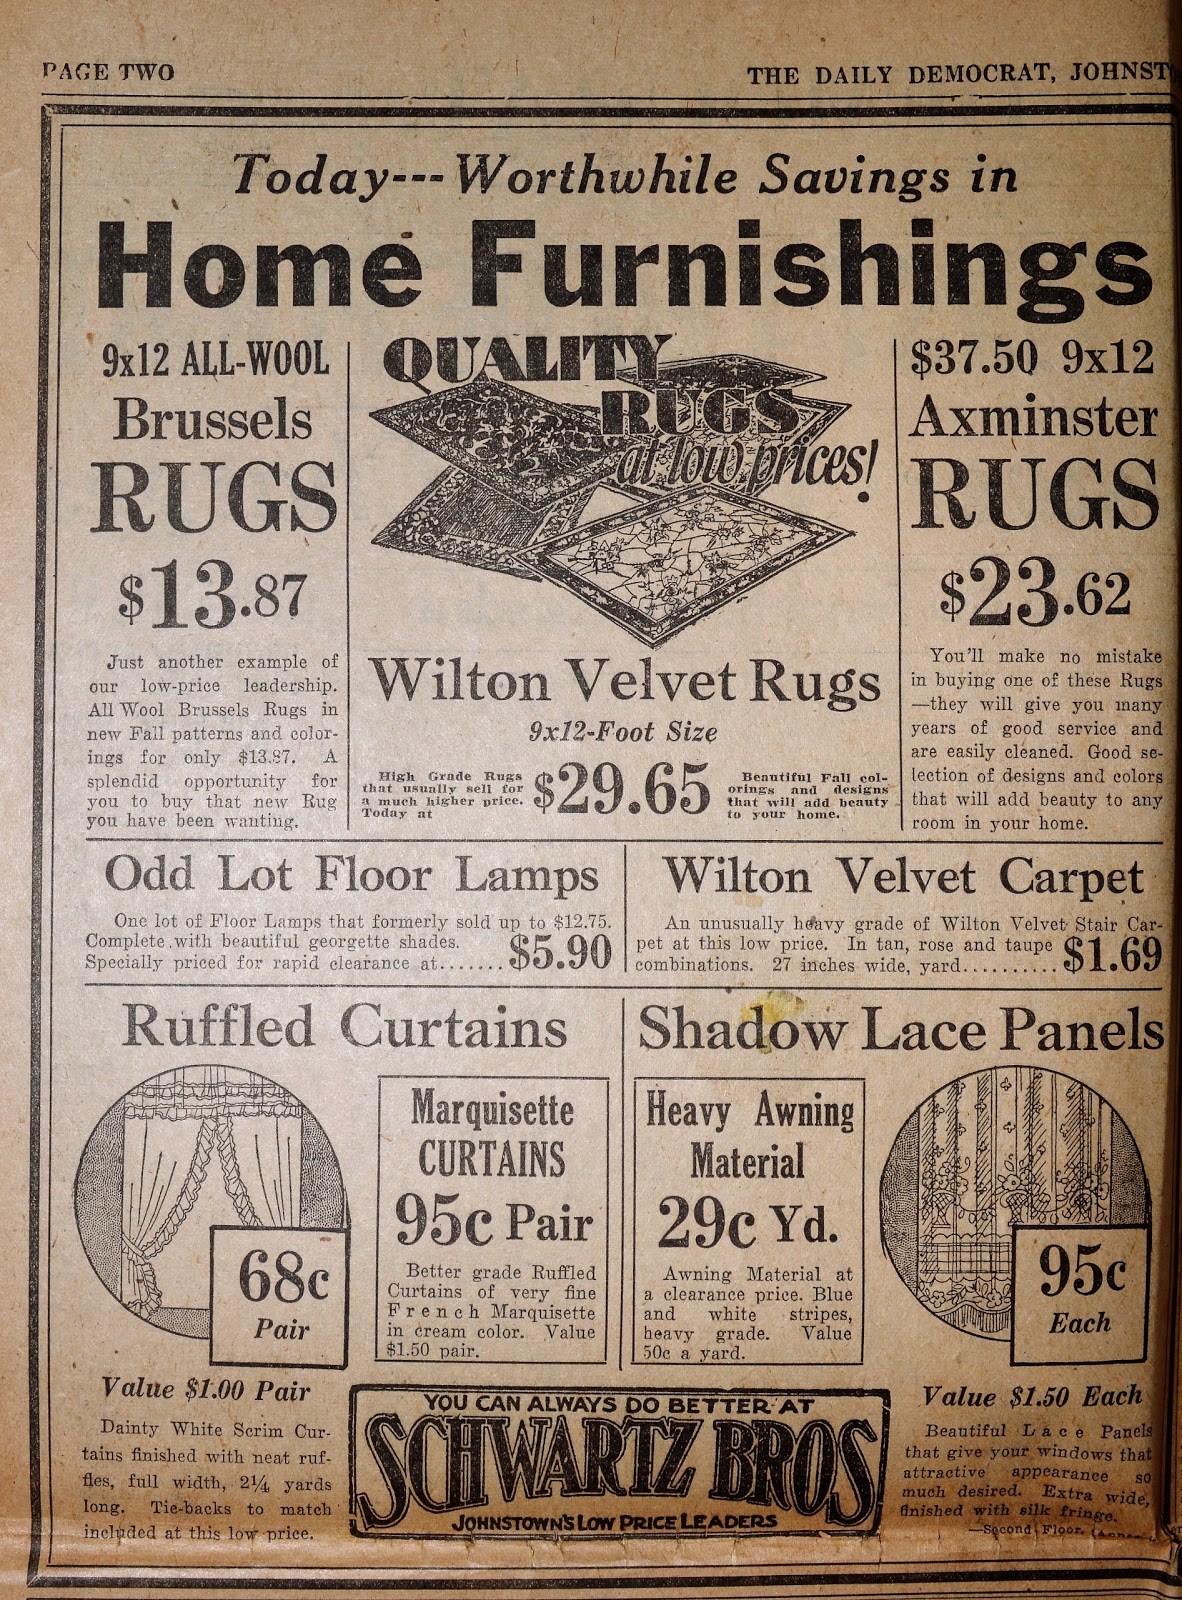 PAGE TWO
THE DAILY DEMOCRAT, JOHNST
Today---Worthwhile Savings in
Home Furnishings
9x12 ALL-WOOL
Brussels
RUGS
$13.87
Just another example of
our low-price leadership.
All Wool Brussels Rugs in
new Fall patterns and color-
ings for only $13.87. A
splendid opportunity for
you to buy that new Rug
you have been wanting.
QUALITY
RUGS
at low prices!
Wilton Velvet Rugs
9x12-Foot Size
High Grade Rugs
that usually sell for
a much higher price.
Today at
$29.65
Beautiful Fall col-
orings and designs
that will add beauty
to your home.
$37.50 9x12
Axminster
RUGS
$23.62
You'll make no mistake
in buying one of these Rugs
—they will give you many
years of good service and
are easily cleaned. Good se-
lection of designs and colors
that will add beauty to any
room in your home.
Odd Lot Floor Lamps
One lot of Floor Lamps that formerly sold up to $12.75.
Complete with beautiful georgette shades.
Specially priced for rapid clearance at....... $5.90
Wilton Velvet Carpet
An unusually heavy grade of Wilton Velvet Stair Car-
pet at this low price. In tan, rose and taupe
combinations. 27 inches wide, yard.......... $1.69
Ruffled Curtains
68c
Pair
Value $1.00 Pair
Dainty White Scrim Cur-
tains finished with neat ruf-
fles, full width, 2¼ yards
long. Tie-backs to match
included at this low price.
Marquisette
CURTAINS
95c Pair
Better grade Ruffled
Curtains of very fine
French Marquisette
in cream color. Value
$1.50 pair.
Shadow Lace Panels
Heavy Awning
Material
29c Yd.
Awning Material at
a clearance price. Blue
and white stripes,
heavy grade. Value
50c a yard.
95c
Each
Value $1.50 Each
Beautiful Lace Panels
that give your windows that
attractive appearance so
much desired. Extra wide,
finished with silk fringe.
—Second Floor.
YOU CAN ALWAYS DO BETTER AT
SCHWARTZ BROS
JOHNSTOWN'S LOW PRICE LEADERS